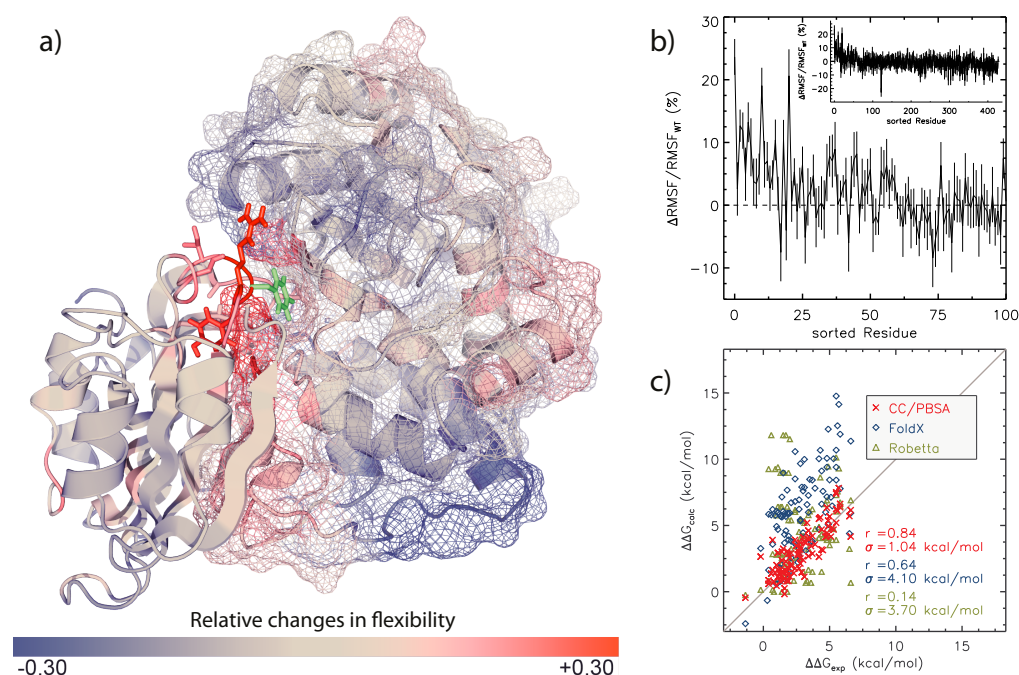 a)
Relative changes in flexibility
-0.30
+0.30
b)
ΔRMSF/RMSF_WT (%)
30
25
20
15
10
5
0
-10
0
25
50
75
100
sorted Residue
ΔRMSF/RMSF_WT (%)
20
10
0
-10
-20
0
100
200
300
400
sorted Residue
c)
ΔΔG_calc (kcal/mol)
15
10
5
0
0
5
10
15
ΔΔG_exp (kcal/mol)
CC/PBSA
FoldX
Robetta
r =0.84
σ=1.04 kcal/mol
r =0.64
σ=4.10 kcal/mol
r =0.14
σ=3.70 kcal/mol